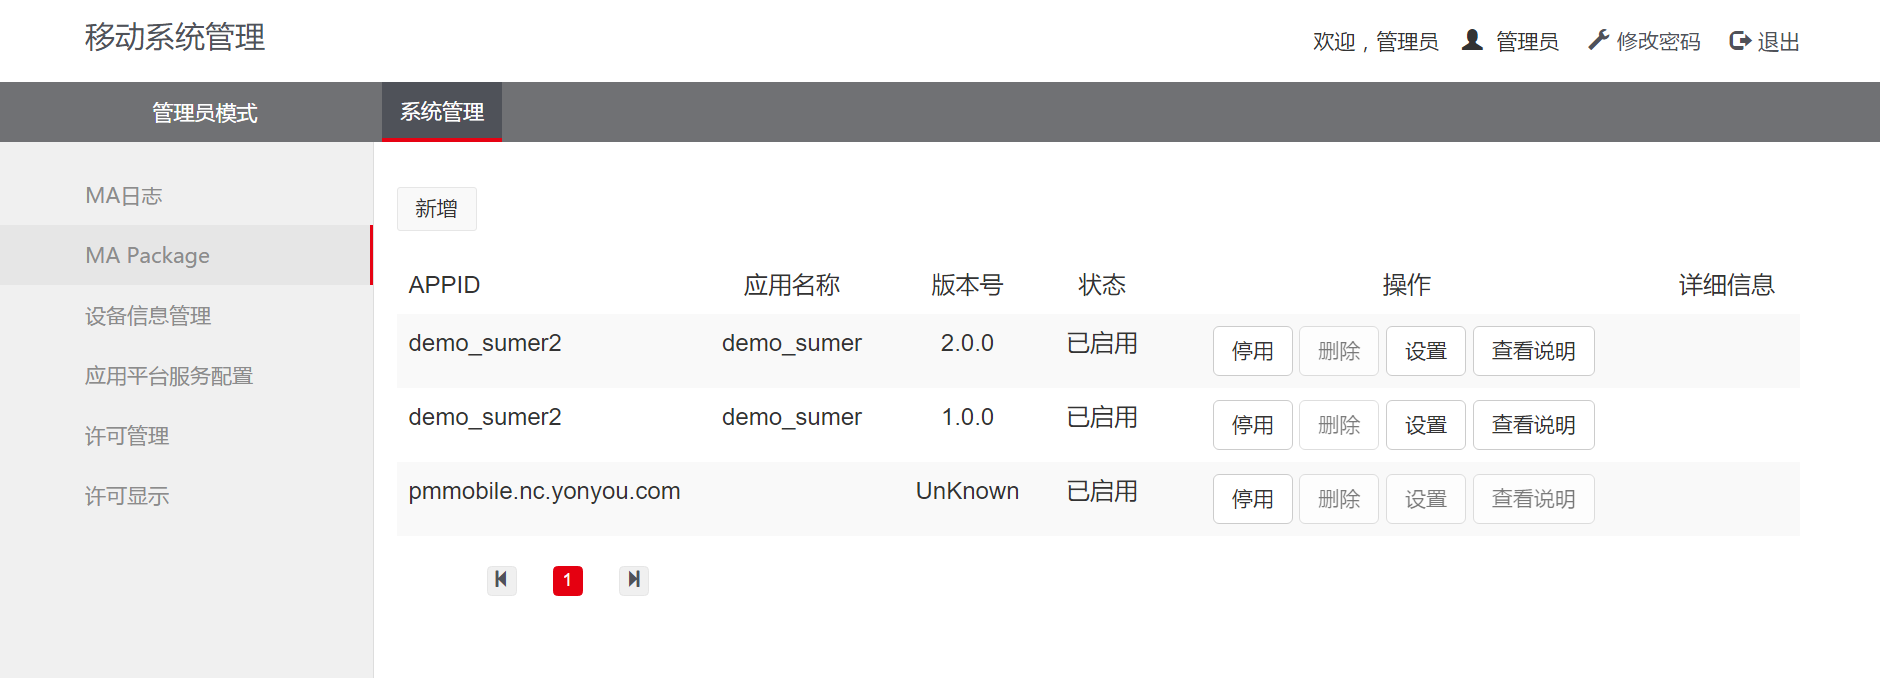 移动系统管理
欢迎，管理员 管理员 修改密码 退出
管理员模式 系统管理
MA日志
MA Package
设备信息管理
应用平台服务配置
许可管理
许可显示
新增
APPID 应用名称 版本号 状态 操作 详细信息
demo_sumer2 demo_sumer 2.0.0 已启用 停用 删除 设置 查看说明
demo_sumer2 demo_sumer 1.0.0 已启用 停用 删除 设置 查看说明
pmmobile.nc.yonyou.com UnKnown 已启用 停用 删除 设置 查看说明
1